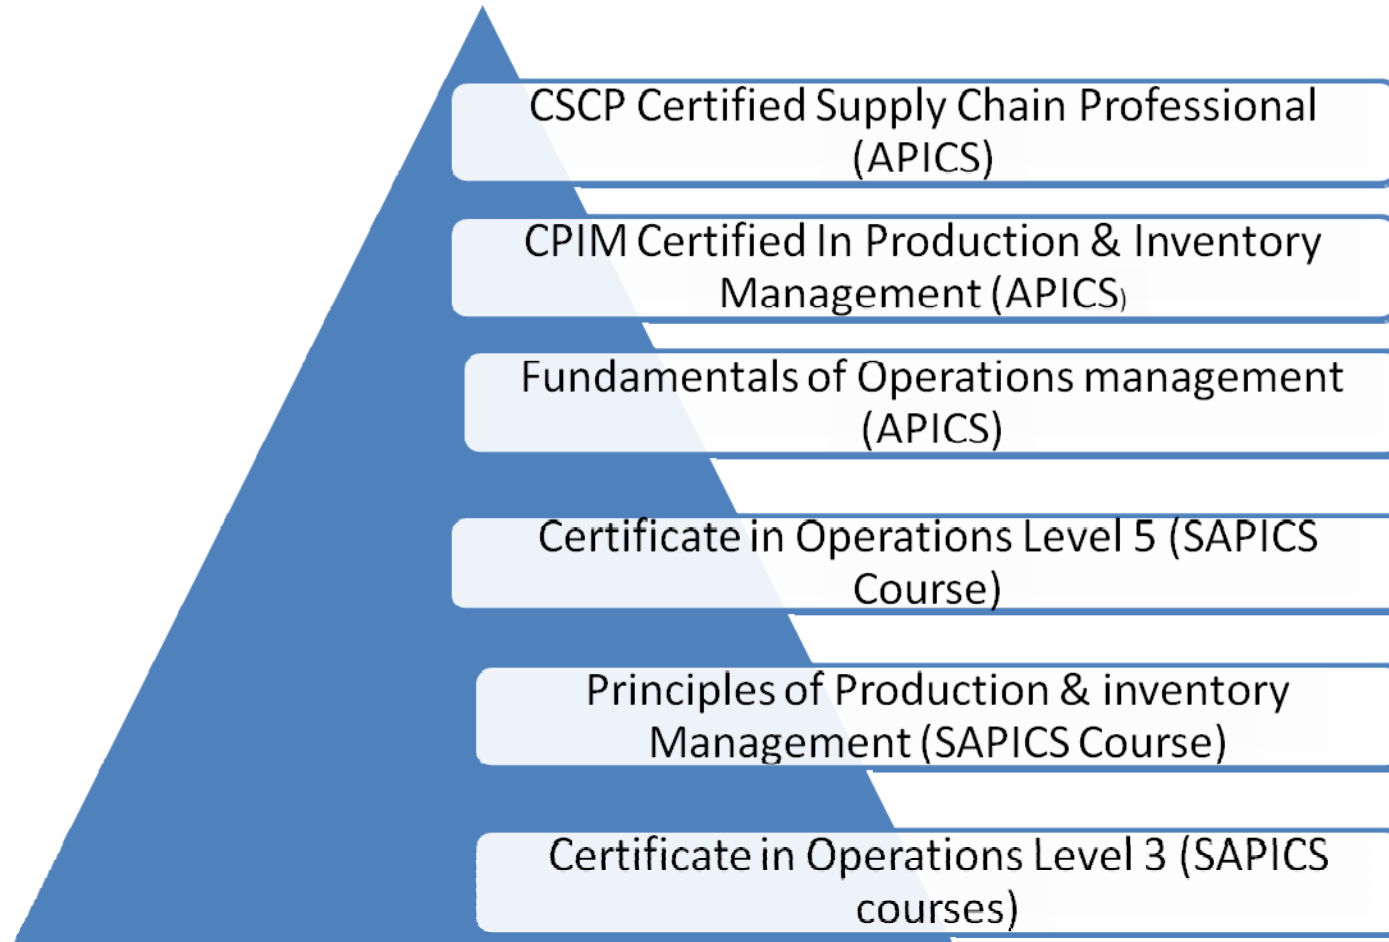 CSCP Certified Supply Chain Professional
(APICS)
CPIM Certified In Production & Inventory
Management (APICS)
Fundamentals of Operations management
(APICS)
Certificate in Operations Level 5 (SAPICS
Course)
Principles of Production & inventory
Management (SAPICS Course)
Certificate in Operations Level 3 (SAPICS
courses)